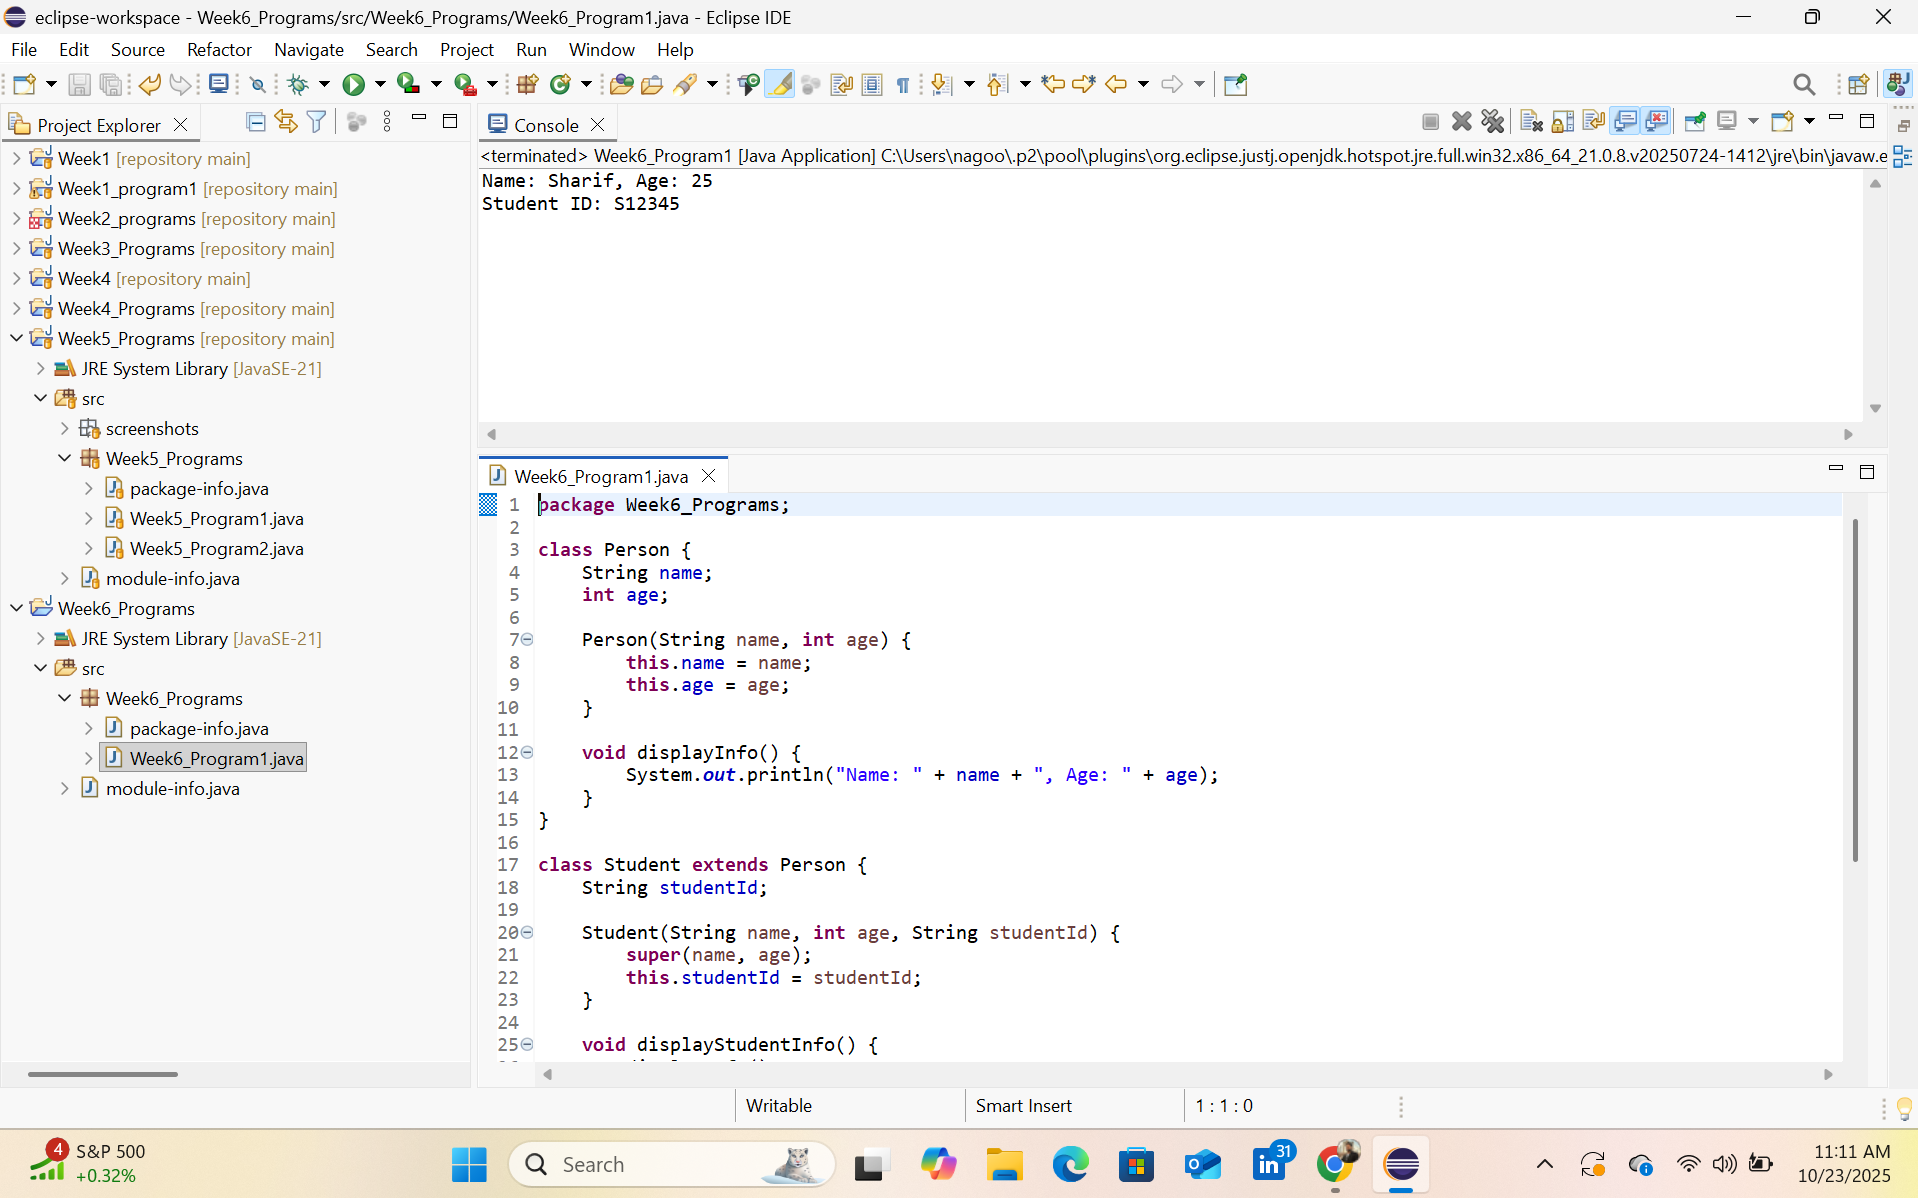 eclipse-workspace - Week6_Programs/src/Week6_Programs/Week6_Program1.java - Eclipse IDE
File Edit Source Refactor Navigate Search Project Run Window Help
Project Explorer
Week1 [repository main]
Week1_program1 [repository main]
Week2_programs [repository main]
Week3_Programs [repository main]
Week4 [repository main]
Week4_Programs [repository main]
Week5_Programs [repository main]
JRE System Library [JavaSE-21]
src
screenshots
Week5_Programs
package-info.java
Week5_Program1.java
Week5_Program2.java
module-info.java
Week6_Programs
JRE System Library [JavaSE-21]
src
Week6_Programs
package-info.java
Week6_Program1.java
module-info.java
Console
<terminated> Week6_Program1 [Java Application] C:\Users\nagoo\.p2\pool\plugins\org.eclipse.justj.openjdk.hotspot.jre.full.win32.x86_64_21.0.8.v20250724-1412\jre\bin\javaw.e
Name: Sharif, Age: 25
Student ID: S12345
Week6_Program1.java
1 package Week6_Programs;
2
3 class Person {
4 String name;
5 int age;
6
7 Person(String name, int age) {
8 this.name = name;
9 this.age = age;
10 }
11
12 void displayInfo() {
13 System.out.println("Name: " + name + ", Age: " + age);
14 }
15 }
16
17 class Student extends Person {
18 String studentId;
19
20 Student(String name, int age, String studentId) {
21 super(name, age);
22 this.studentId = studentId;
23 }
24
25 void displayStudentInfo() {
Writable Smart Insert 1 : 1 : 0
4 S&P 500
+0.32%
Search
31
11:11 AM
10/23/2025